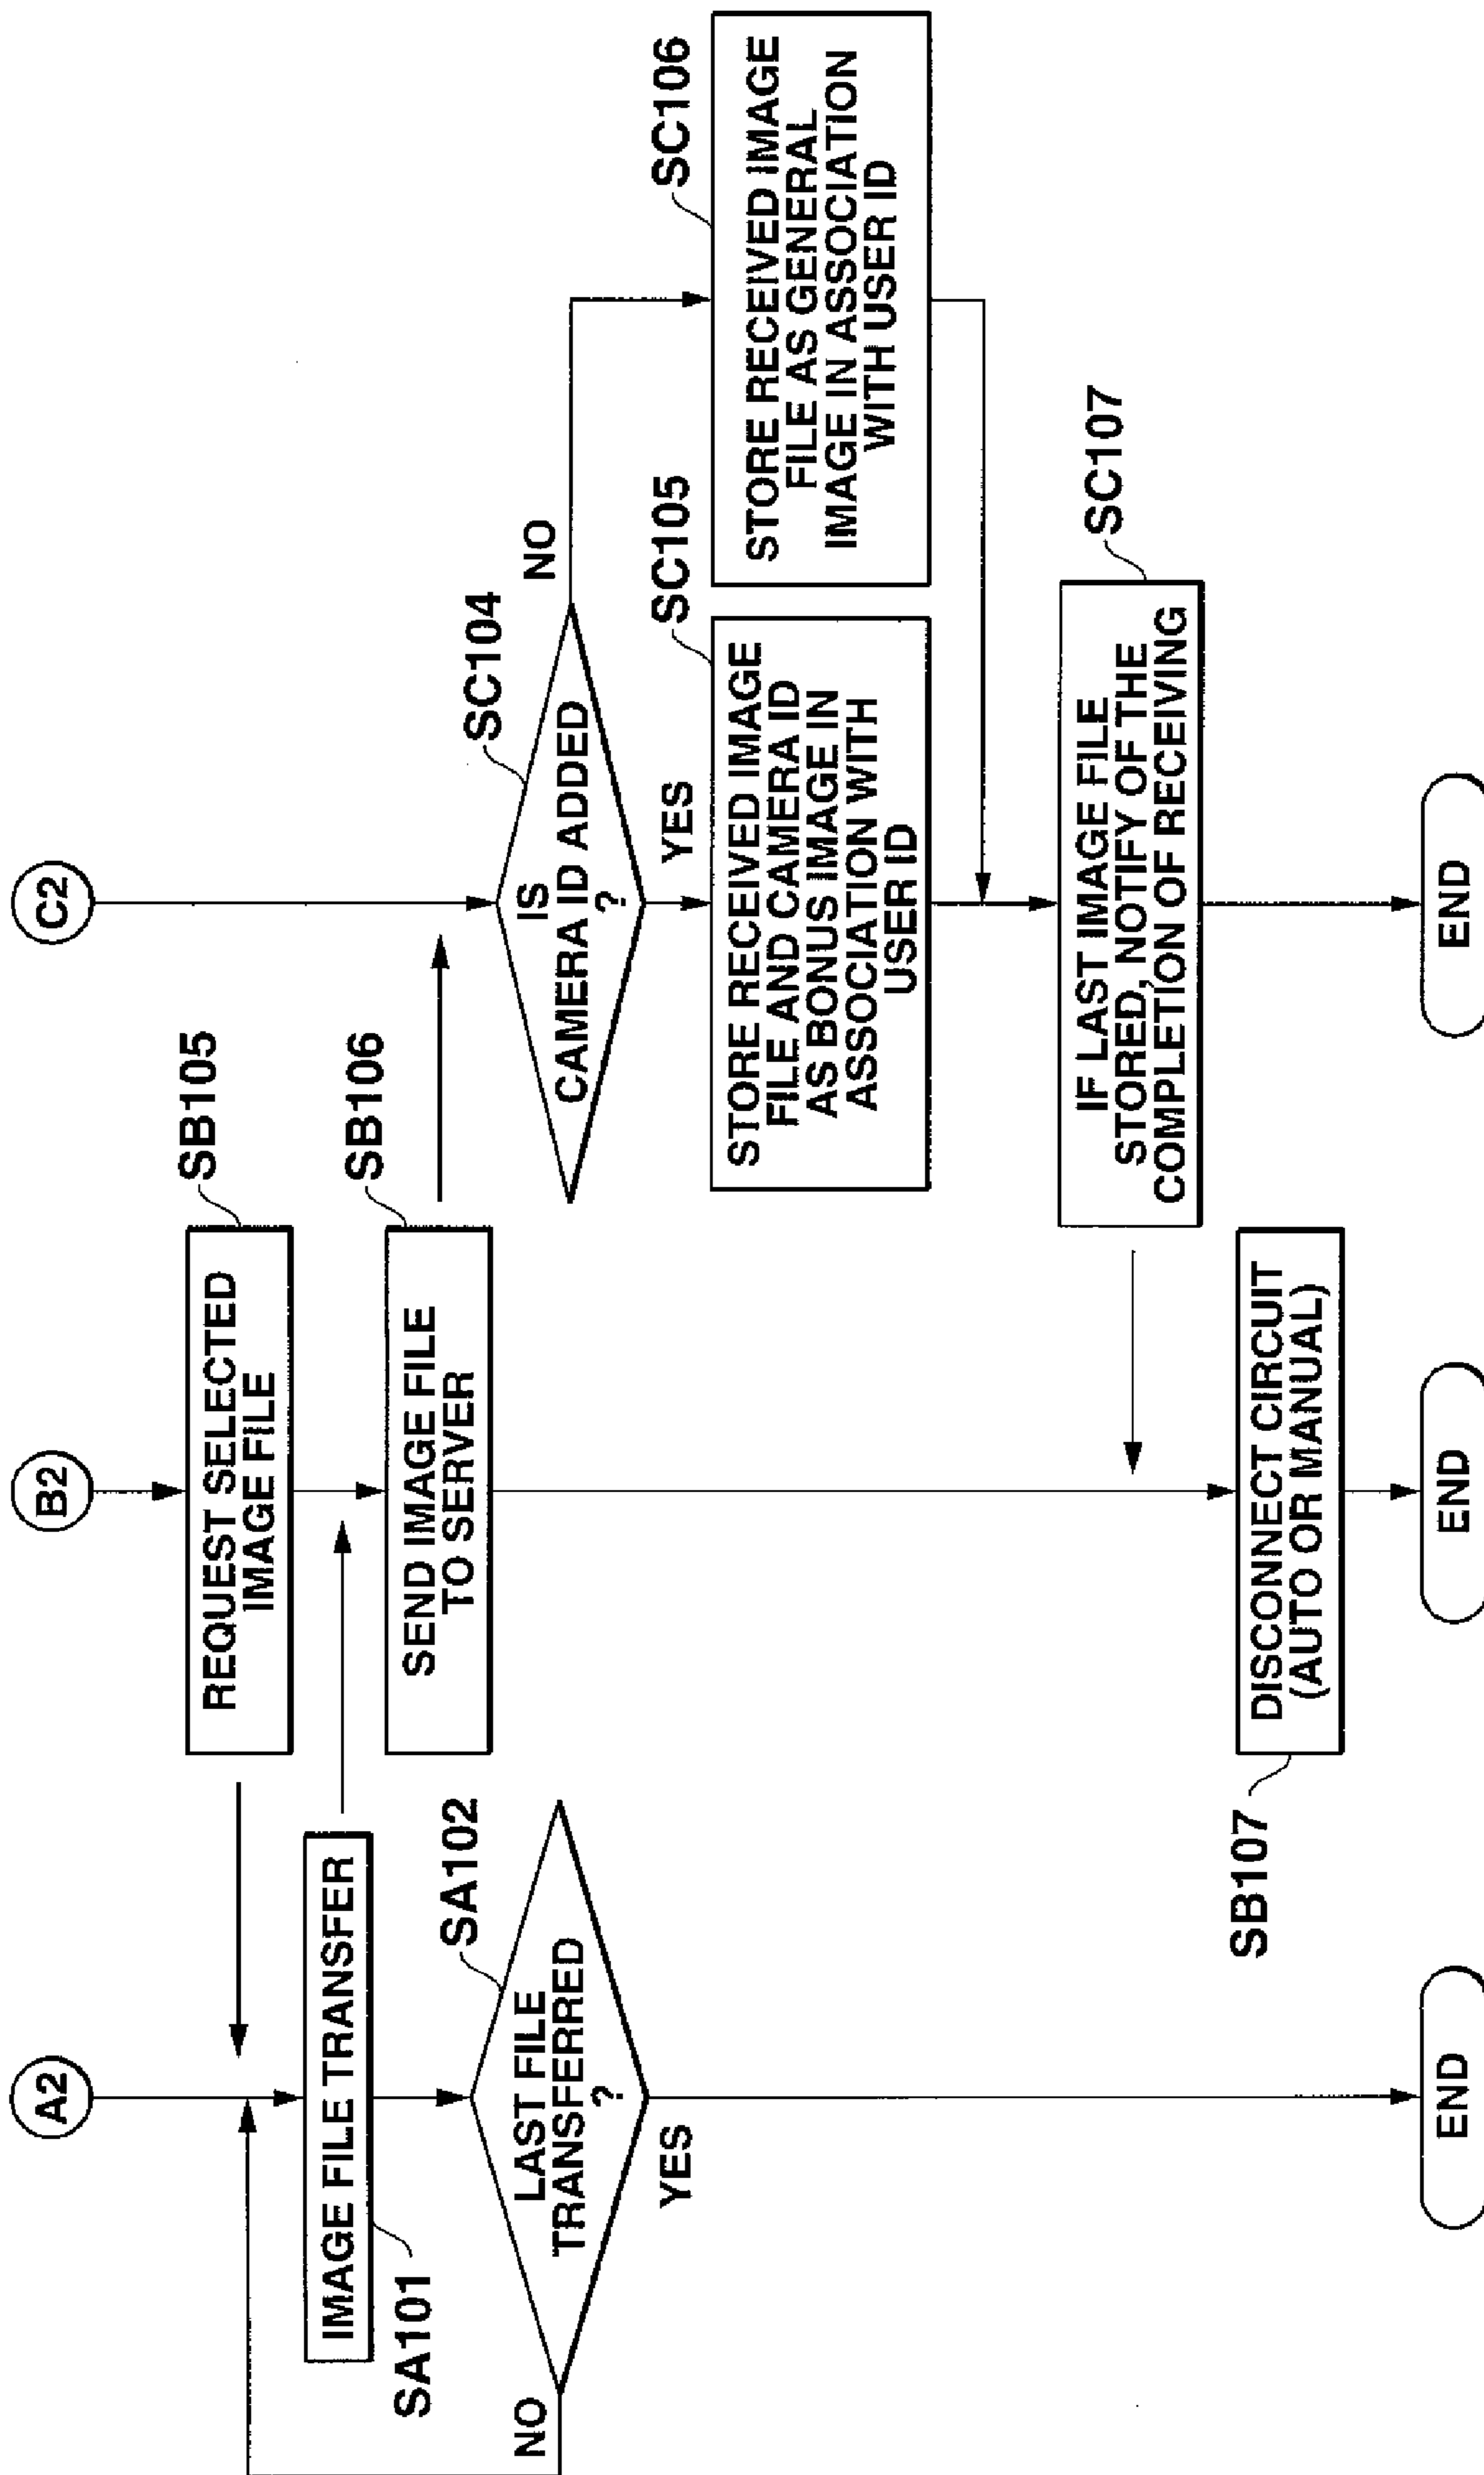 A2
IMAGE FILE TRANSFER
SA101
SA102
LAST FILE
TRANSFERRED
?
NO
YES
END
B2
SB105
REQUEST SELECTED
IMAGE FILE
SB106
SEND IMAGE FILE
TO SERVER
SB107
DISCONNECT CIRCUIT
(AUTO OR MANUAL)
END
C2
SC104
IS
CAMERA ID ADDED
?
NO
YES
SC105
STORE RECEIVED IMAGE
FILE AND CAMERA ID
AS BONUS IMAGE IN
ASSOCIATION WITH
USER ID
SC106
STORE RECEIVED IMAGE
FILE AS GENERAL
IMAGE IN ASSOCIATION
WITH USER ID
SC107
IF LAST IMAGE FILE
STORED, NOTIFY OF THE
COMPLETION OF RECEIVING
END